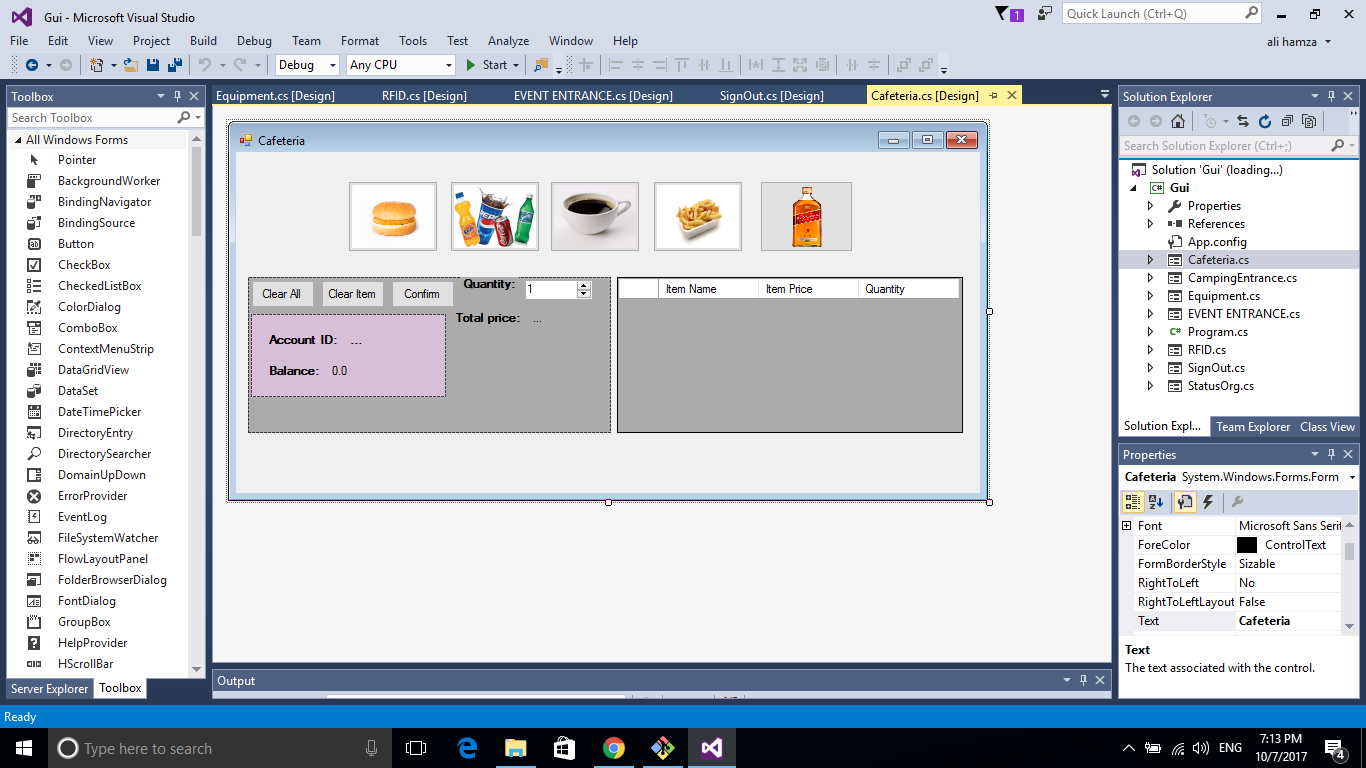 Gui - Microsoft Visual Studio
1
Quick Launch (Ctrl+Q)
File Edit View Project Build Debug Team Format Tools Test Analyze Window Help
ali hamza
Debug Any CPU Start
Toolbox
Search Toolbox
All Windows Forms
Pointer
BackgroundWorker
BindingNavigator
BindingSource
Button
CheckBox
CheckedListBox
ColorDialog
ComboBox
ContextMenuStrip
DataGridView
DataSet
DateTimePicker
DirectoryEntry
DirectorySearcher
DomainUpDown
ErrorProvider
EventLog
FileSystemWatcher
FlowLayoutPanel
FolderBrowserDialog
FontDialog
GroupBox
HelpProvider
HScrollBar
Server Explorer Toolbox
Equipment.cs [Design] RFID.cs [Design] EVENT ENTRANCE.cs [Design] SignOut.cs [Design] Cafeteria.cs [Design]
Cafeteria
Clear All Clear Item Confirm
Quantity: 1
Total price: ...
Account ID: ...
Balance: 0.0
Item Name Item Price Quantity
Output
Solution Explorer
Search Solution Explorer (Ctrl+;)
Solution 'Gui' (loading...)
Gui
Properties
References
App.config
Cafeteria.cs
CampingEntrance.cs
Equipment.cs
EVENT ENTRANCE.cs
Program.cs
RFID.cs
SignOut.cs
StatusOrg.cs
Solution Expl... Team Explorer Class View
Properties
Cafeteria System.Windows.Forms.Form
Font Microsoft Sans Serif
ForeColor ControlText
FormBorderStyle Sizable
RightToLeft No
RightToLeftLayout False
Text Cafeteria
Text
The text associated with the control.
Ready
Type here to search
ENG
7:13 PM
10/7/2017
4